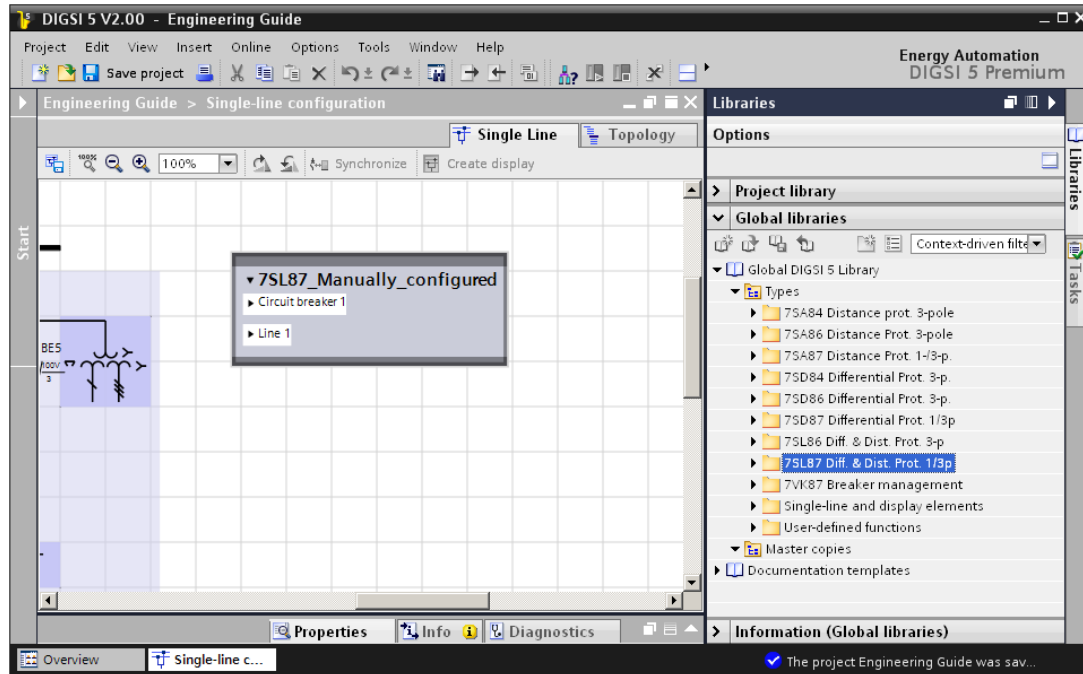 DIGSI 5 V2.00 - Engineering Guide
Project Edit View Insert Online Options Tools Window Help
Energy Automation
DIGSI 5 Premium
Save project
Engineering Guide > Single-line configuration
Single Line
Topology
100%
100%
Synchronize
Create display
Start
7SL87_Manually_configured
Circuit breaker 1
Line 1
BE5
/100V
3
Properties
Info
Diagnostics
Libraries
Options
Project library
Global libraries
Context-driven filte
Global DIGSI 5 Library
Types
7SA84 Distance prot. 3-pole
7SA86 Distance Prot. 3-pole
7SA87 Distance Prot. 1-/3-p.
7SD84 Differential Prot. 3-p.
7SD86 Differential Prot. 3-p.
7SD87 Differential Prot. 1/3p
7SL86 Diff. & Dist. Prot. 3-p
7SL87 Diff. & Dist. Prot. 1/3p
7VK87 Breaker management
Single-line and display elements
User-defined functions
Master copies
Documentation templates
Information (Global libraries)
Libraries
Tasks
Overview
Single-line c...
The project Engineering Guide was sav...